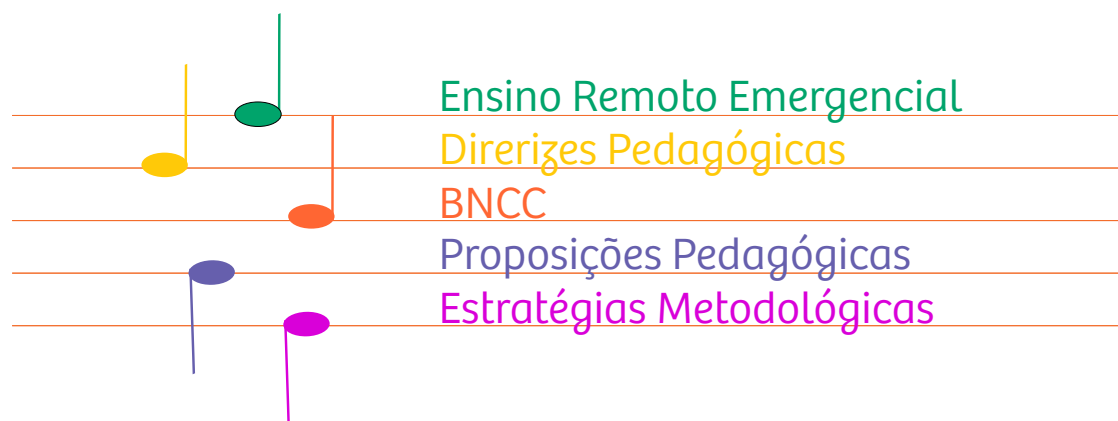 Ensino Remoto Emergencial
Direrizes Pedagógicas
BNCC
Proposições Pedagógicas
Estratégias Metodológicas